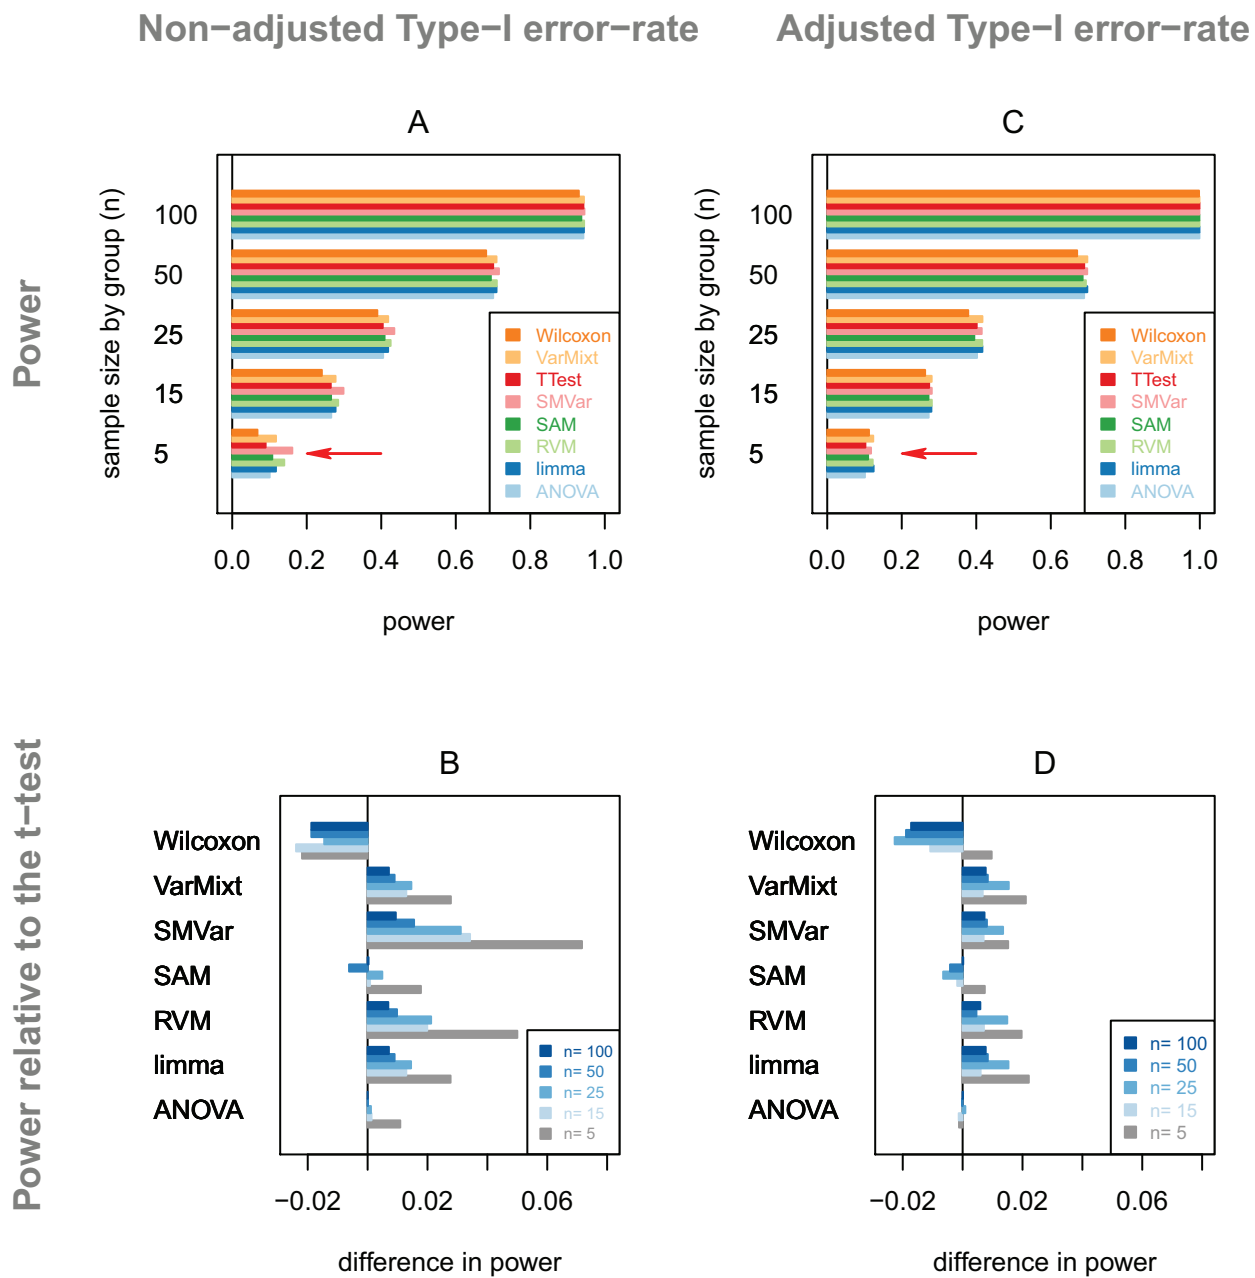 Non−adjusted Type−I error−rate
Adjusted Type−I error−rate
Power
A
sample size by group (n)
100
50
25
15
5
Wilcoxon
VarMixt
TTest
SMVar
SAM
RVM
limma
ANOVA
0.0 0.2 0.4 0.6 0.8 1.0
power
C
sample size by group (n)
100
50
25
15
5
Wilcoxon
VarMixt
TTest
SMVar
SAM
RVM
limma
ANOVA
0.0 0.2 0.4 0.6 0.8 1.0
power
Power relative to the t−test
B
Wilcoxon
VarMixt
SMVar
SAM
RVM
limma
ANOVA
n= 100
n= 50
n= 25
n= 15
n= 5
−0.02 0.02 0.06
difference in power
D
Wilcoxon
VarMixt
SMVar
SAM
RVM
limma
ANOVA
n= 100
n= 50
n= 25
n= 15
n= 5
−0.02 0.02 0.06
difference in power